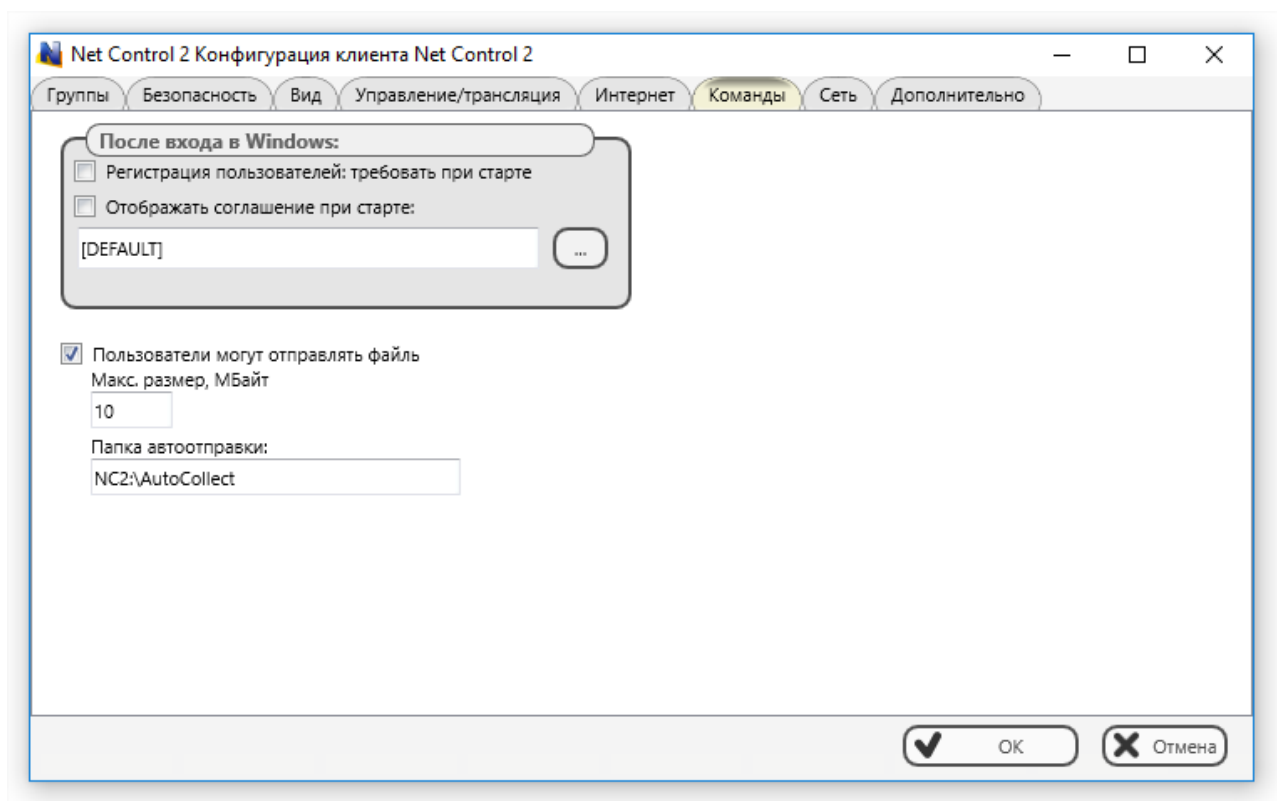 Net Control 2 Конфигурация клиента Net Control 2
Группы Безопасность Вид Управление/трансляция Интернет Команды Сеть Дополнительно
После входа в Windows:
Регистрация пользователей: требовать при старте
Отображать соглашение при старте:
[DEFAULT] ...
Пользователи могут отправлять файль
Макс. размер, МБайт
10
Папка автоотправки:
NC2:\AutoCollect
OK Отмена